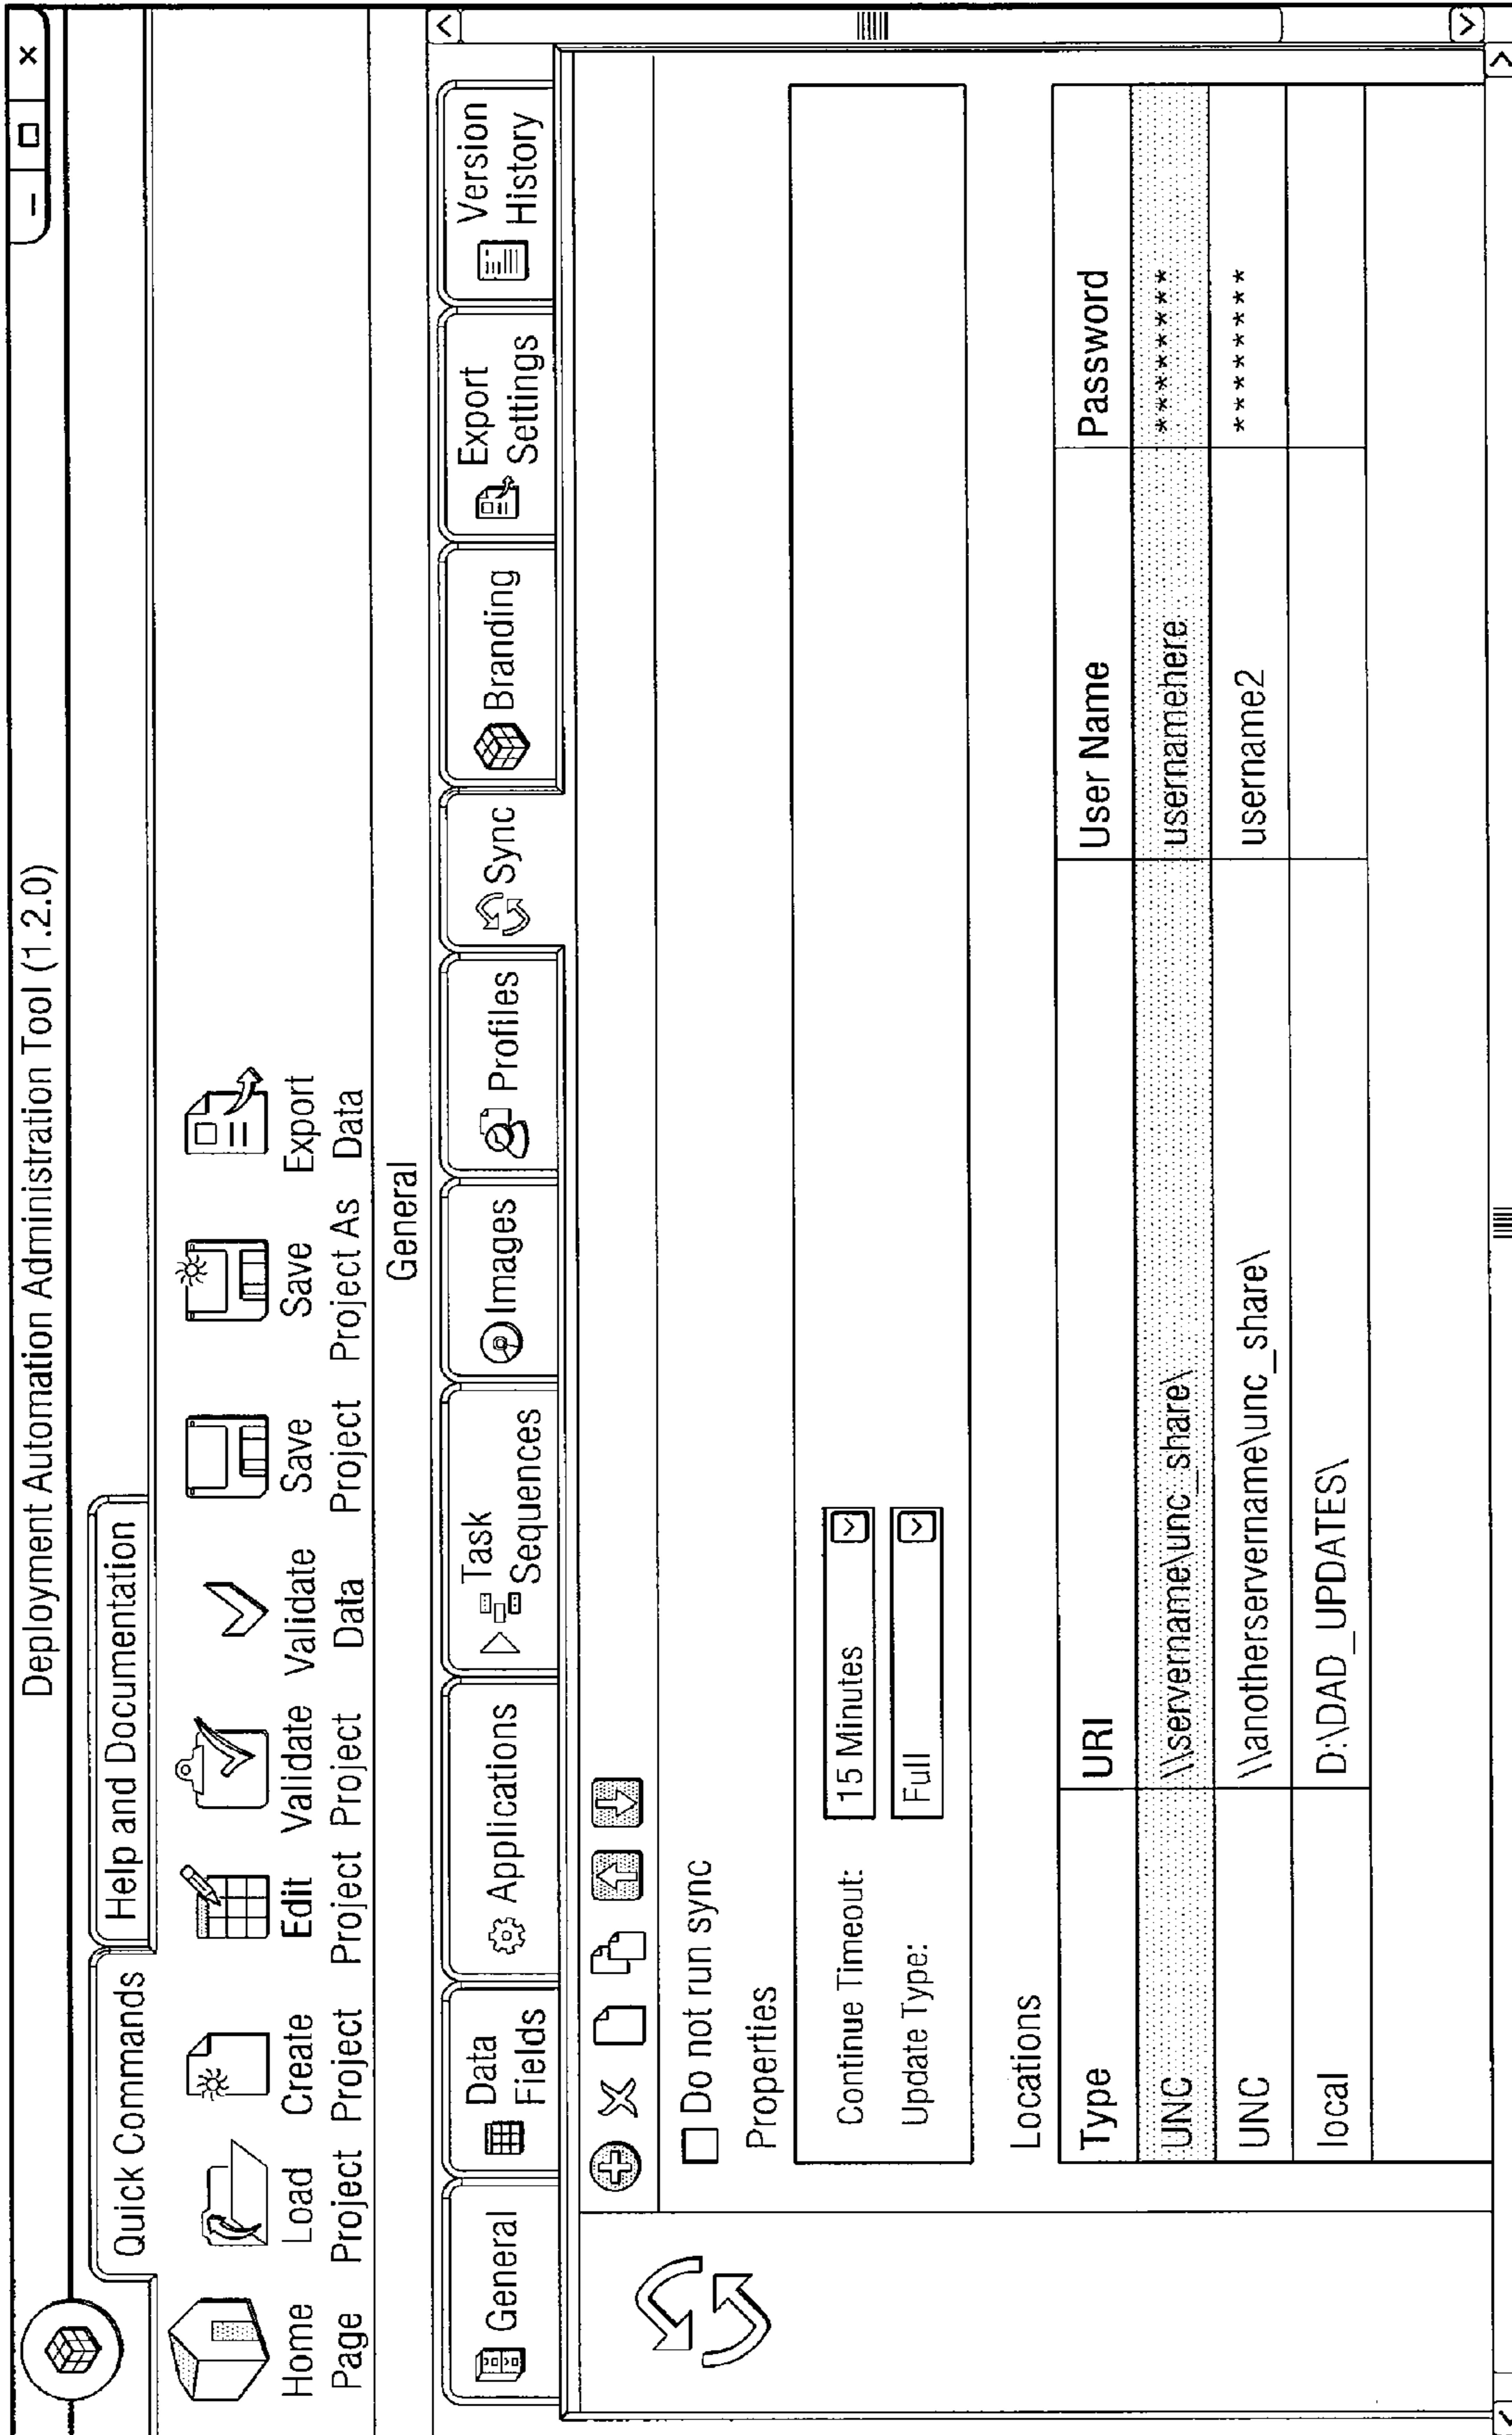 Deployment Automation Administration Tool (1.2.0)
Quick Commands
Help and Documentation
Home Page
Load Project
Create Project
Edit Project
Validate Project
Validate Data
Save Project
Save Project As
Export Data
General
General
Data Fields
Applications
Task Sequences
Images
Profiles
Sync
Branding
Export Settings
Version History
Do not run sync
Properties
Continue Timeout: 15 Minutes
Update Type: Full
Locations
Type URI User Name Password
UNC \\servername\unc_share\ usernamehere ********
UNC \\anotherservername\unc_share\ username2 ********
local D:\DAD_UPDATES\